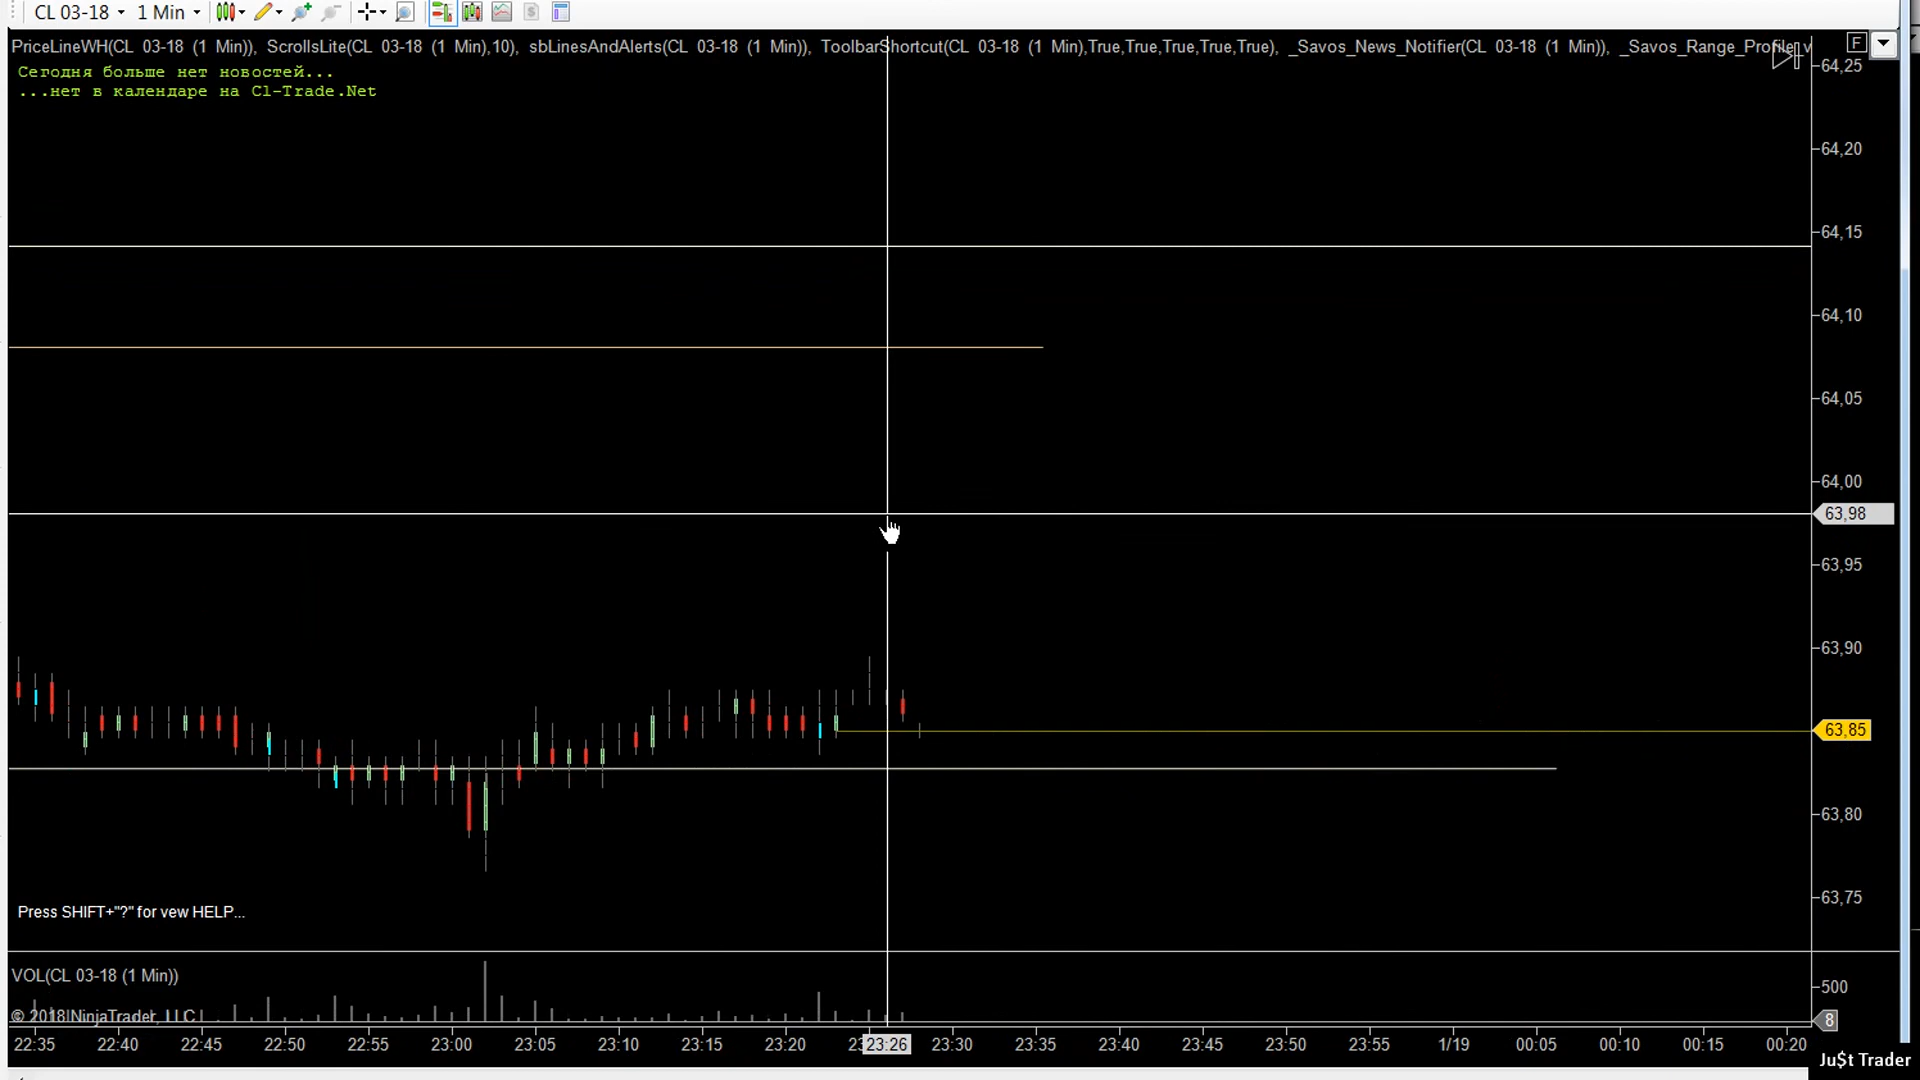 CL 03-18 1 Min
PriceLineWH(CL 03-18 (1 Min)), ScrollsLite(CL 03-18 (1 Min),10), sbLinesAndAlerts(CL 03-18 (1 Min)), ToolbarShortcut(CL 03-18 (1 Min),True,True,True,True,True), _Savos_News_Notifier(CL 03-18 (1 Min)), _Savos_Range_Profile_v
F
Сегодня больше нет новостей...
...нет в календаре на Cl-Trade.Net
64,25
64,20
64,15
64,10
64,05
64,00
63,98
63,95
63,90
63,85
63,80
63,75
Press SHIFT+"?" for vew HELP...
VOL(CL 03-18 (1 Min))
500
© 2018 NinjaTrader, LLC
8
22:35 22:40 22:45 22:50 22:55 23:00 23:05 23:10 23:15 23:20 23:26 23:30 23:35 23:40 23:45 23:50 23:55 1/19 00:05 00:10 00:15 00:20
Ju$t Trader